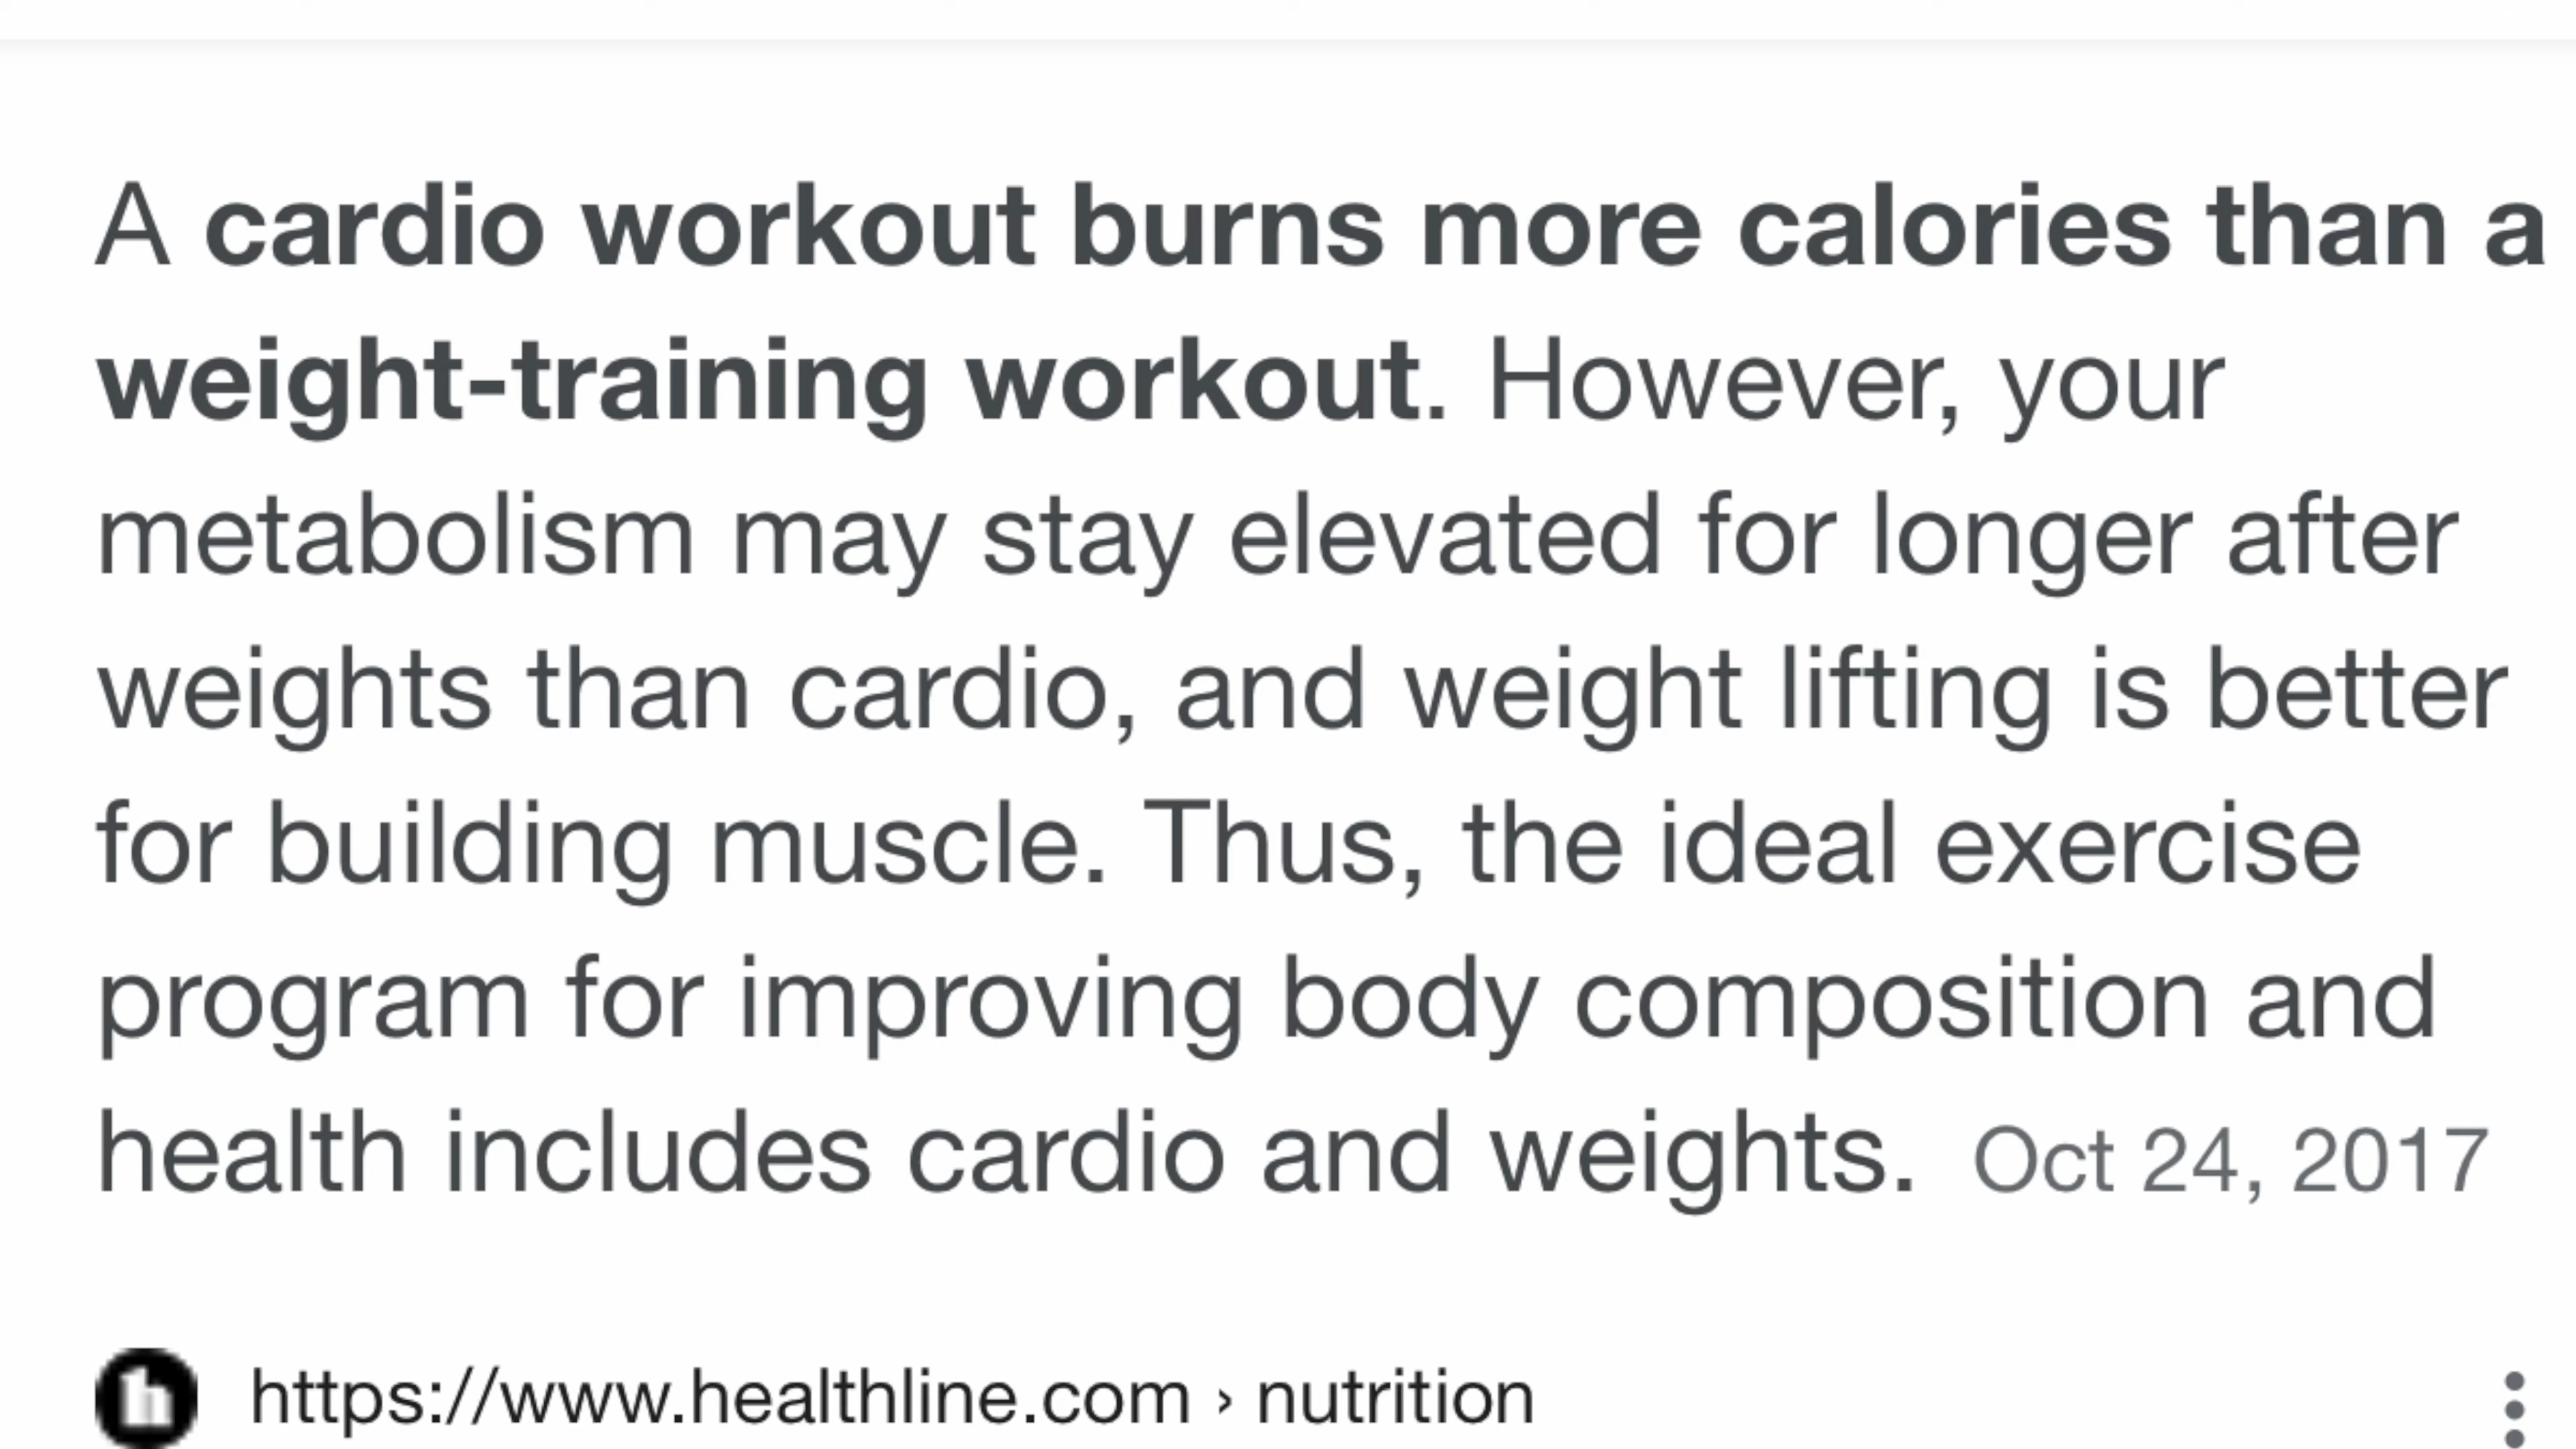 A cardio workout burns more calories than a
weight-training workout. However, your
metabolism may stay elevated for longer after
weights than cardio, and weight lifting is better
for building muscle. Thus, the ideal exercise
program for improving body composition and
health includes cardio and weights. Oct 24, 2017
h https://www.healthline.com › nutrition